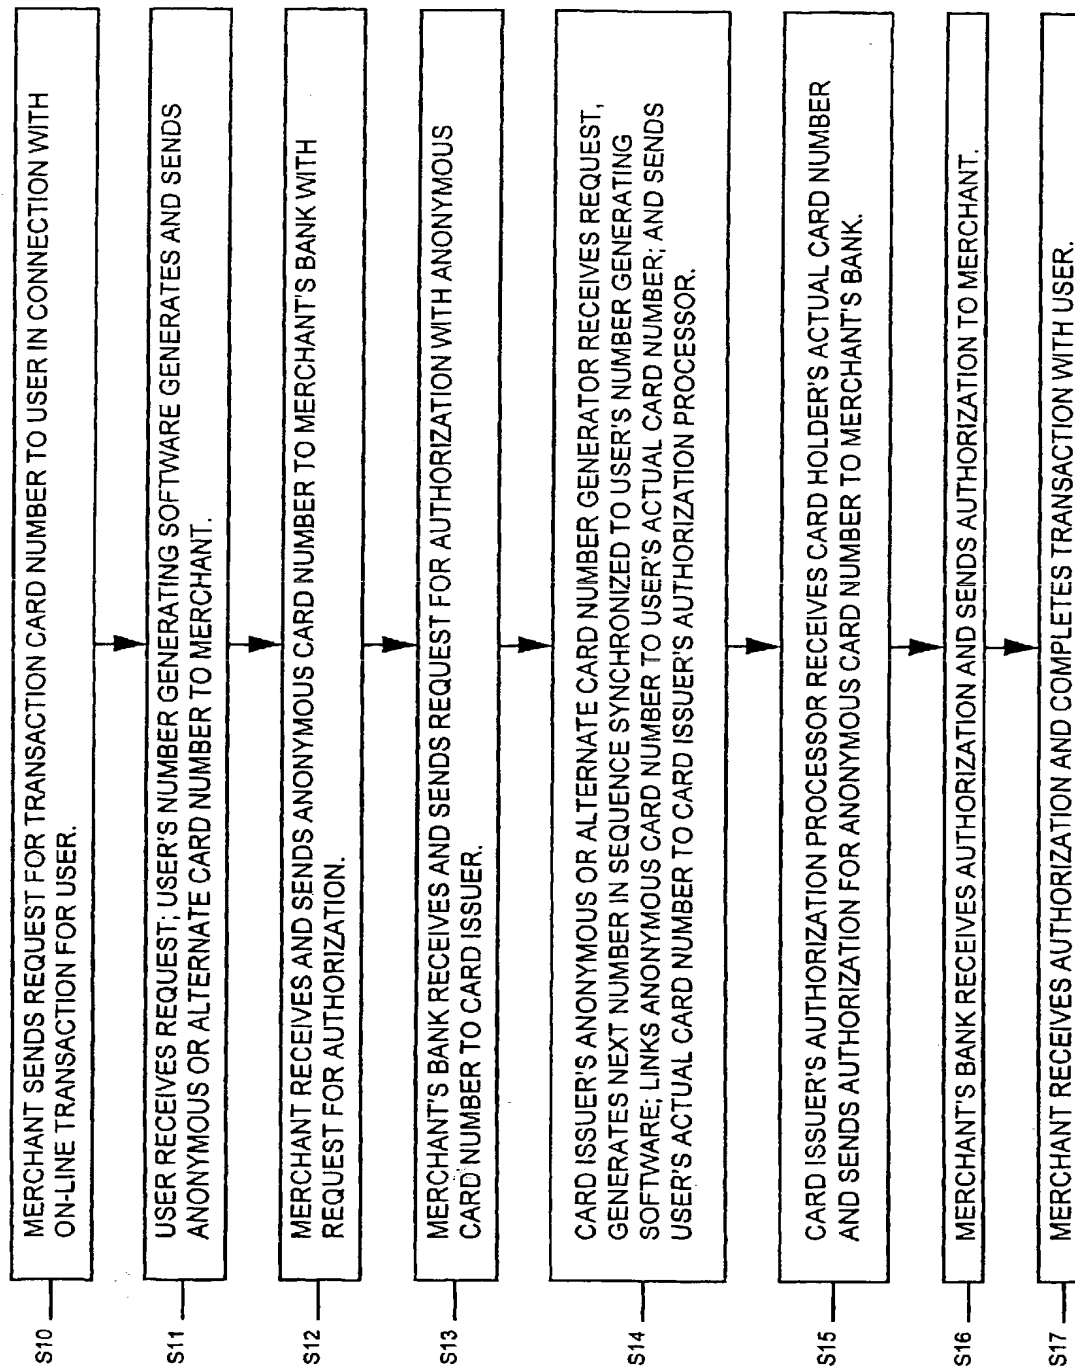 S10
MERCHANT SENDS REQUEST FOR TRANSACTION CARD NUMBER TO USER IN CONNECTION WITH
ON-LINE TRANSACTION FOR USER.
S11
USER RECEIVES REQUEST; USER'S NUMBER GENERATING SOFTWARE GENERATES AND SENDS
ANONYMOUS OR ALTERNATE CARD NUMBER TO MERCHANT.
S12
MERCHANT RECEIVES AND SENDS ANONYMOUS CARD NUMBER TO MERCHANT'S BANK WITH
REQUEST FOR AUTHORIZATION.
S13
MERCHANT'S BANK RECEIVES AND SENDS REQUEST FOR AUTHORIZATION WITH ANONYMOUS
CARD NUMBER TO CARD ISSUER.
S14
CARD ISSUER'S ANONYMOUS OR ALTERNATE CARD NUMBER GENERATOR RECEIVES REQUEST,
GENERATES NEXT NUMBER IN SEQUENCE SYNCHRONIZED TO USER'S NUMBER GENERATING
SOFTWARE; LINKS ANONYMOUS CARD NUMBER TO USER'S ACTUAL CARD NUMBER; AND SENDS
USER'S ACTUAL CARD NUMBER TO CARD ISSUER'S AUTHORIZATION PROCESSOR.
S15
CARD ISSUER'S AUTHORIZATION PROCESSOR RECEIVES CARD HOLDER'S ACTUAL CARD NUMBER
AND SENDS AUTHORIZATION FOR ANONYMOUS CARD NUMBER TO MERCHANT'S BANK.
S16
MERCHANT'S BANK RECEIVES AUTHORIZATION AND SENDS AUTHORIZATION TO MERCHANT.
S17
MERCHANT RECEIVES AUTHORIZATION AND COMPLETES TRANSACTION WITH USER.